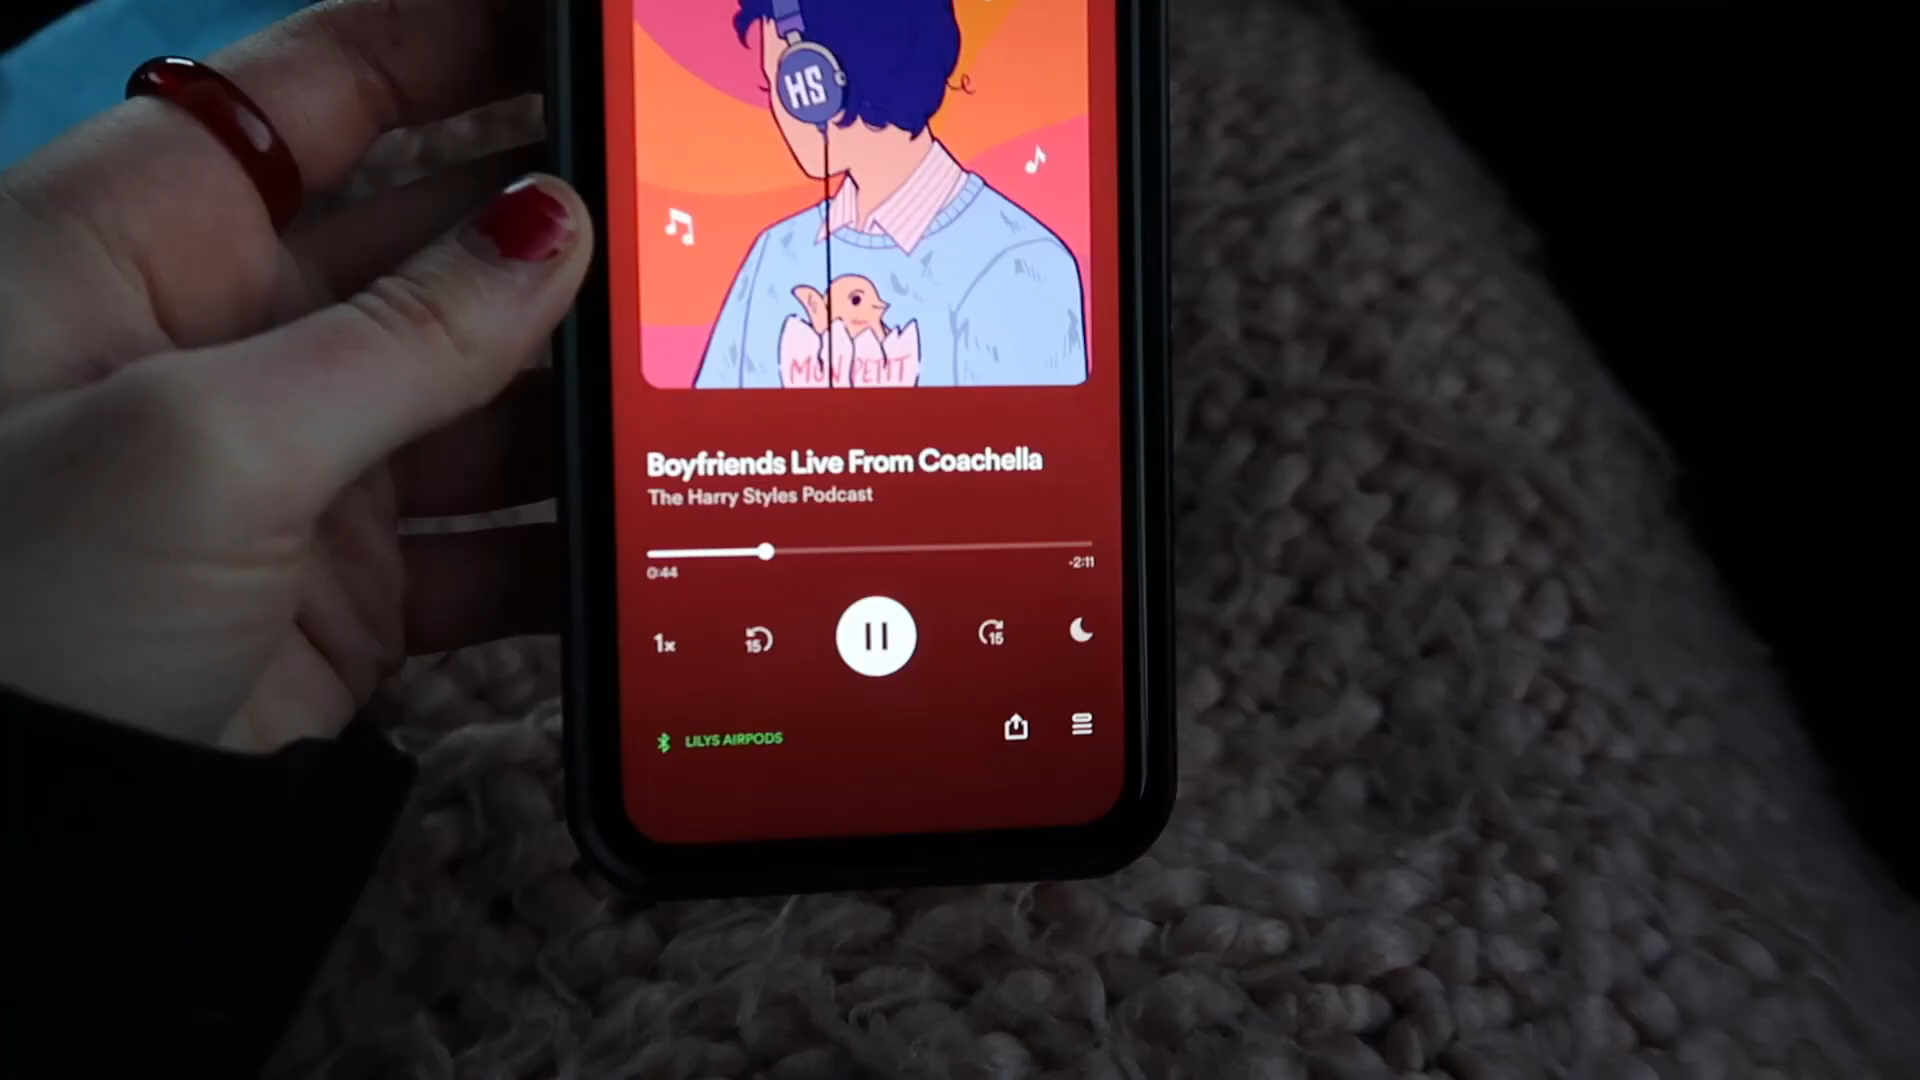 HS
MON PETIT
Boyfriends Live From Coachella
The Harry Styles Podcast
0:44
-2:11
1x
15
15
LILYS AIRPODS